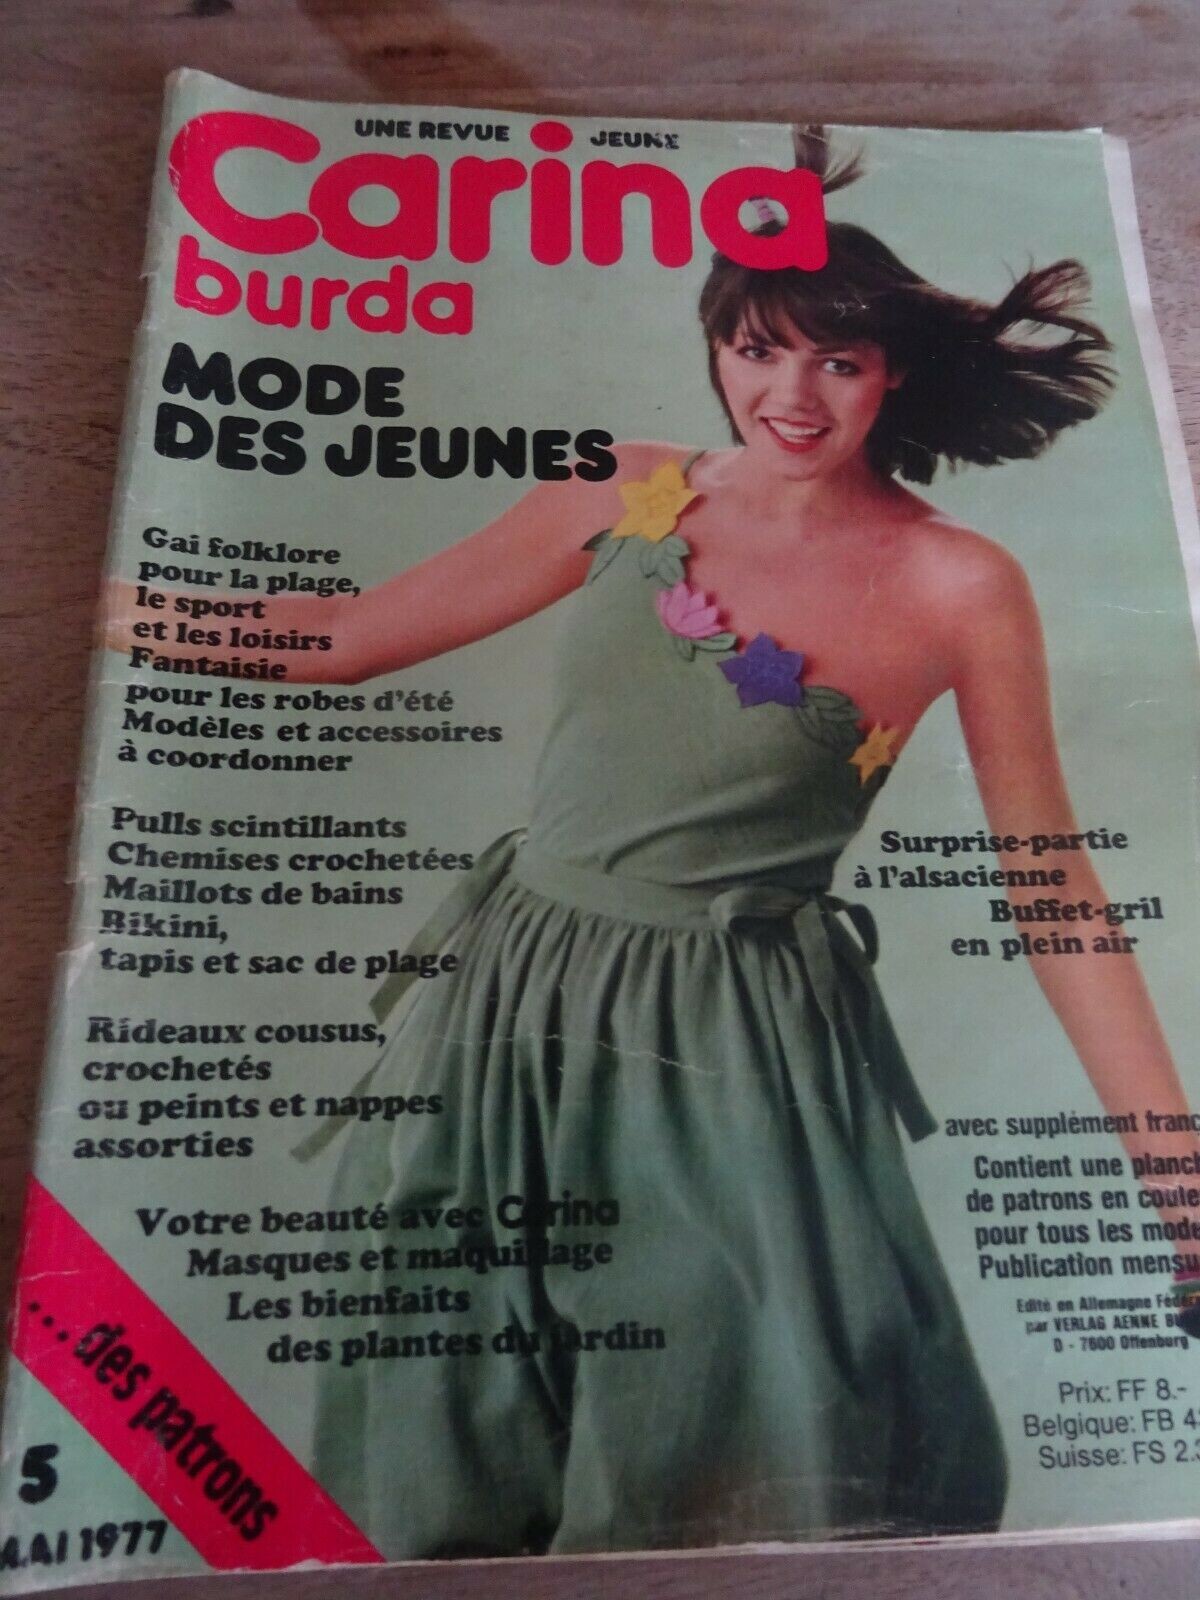 UNE REVUE JEUNE
Carina
burda
MODE
DES JEUNES
Gai folklore
pour la plage,
le sport
et les loisirs
Fantaisie
pour les robes d'été
Modèles et accessoires
à coordonner
Pulls scintillants
Chemises crochetées
Maillots de bains
Bikini,
tapis et sac de plage
Rideaux cousus,
crochetés
ou peints et nappes
assorties
Votre beauté avec Carina
Masques et maquillage
Les bienfaits
des plantes du jardin
Surprise-partie
à l'alsacienne
Buffet-gril
en plein air
avec supplément
Contient une
de patrons en
pour tous les
Publication
Edité en Allemagne
par VERLAG AENNE
D - 7600 Offenburg
Prix: FF 8.-
Belgique: FB
Suisse: FS
... des patrons
5
MAI 1977